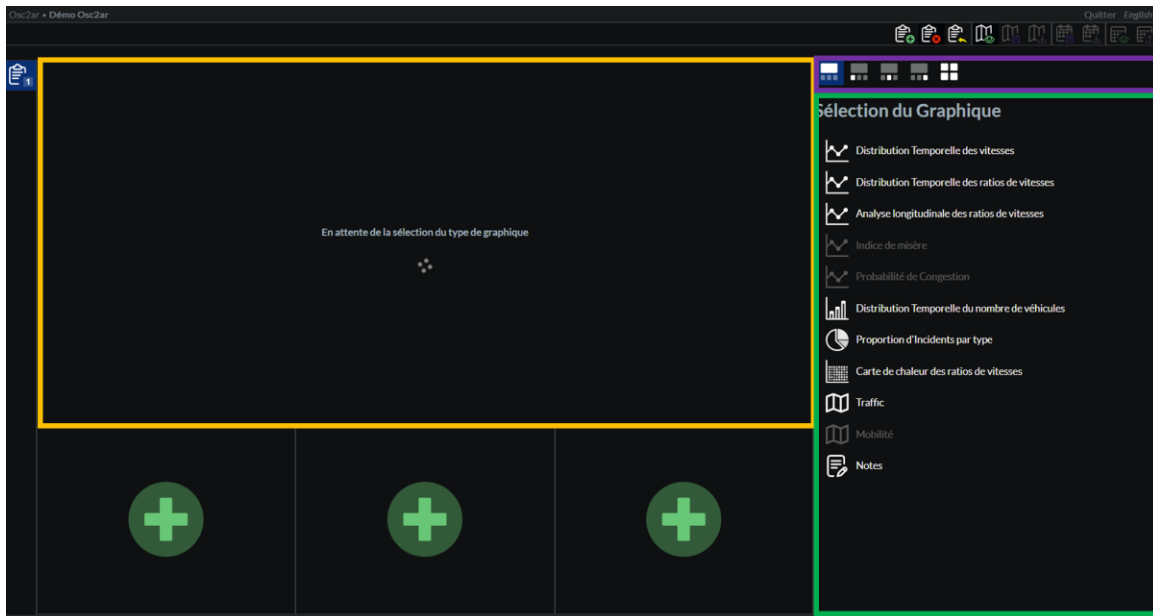 Osc2ar • Démo Osc2ar
Quitter English
1
Sélection du Graphique
Distribution Temporelle des vitesses
Distribution Temporelle des ratios de vitesses
Analyse longitudinale des ratios de vitesses
En attente de la sélection du type de graphique
Indice de misère
Probabilité de Congestion
Distribution Temporelle du nombre de véhicules
Proportion d'Incidents par type
Carte de chaleur des ratios de vitesses
Traffic
Mobilité
Notes